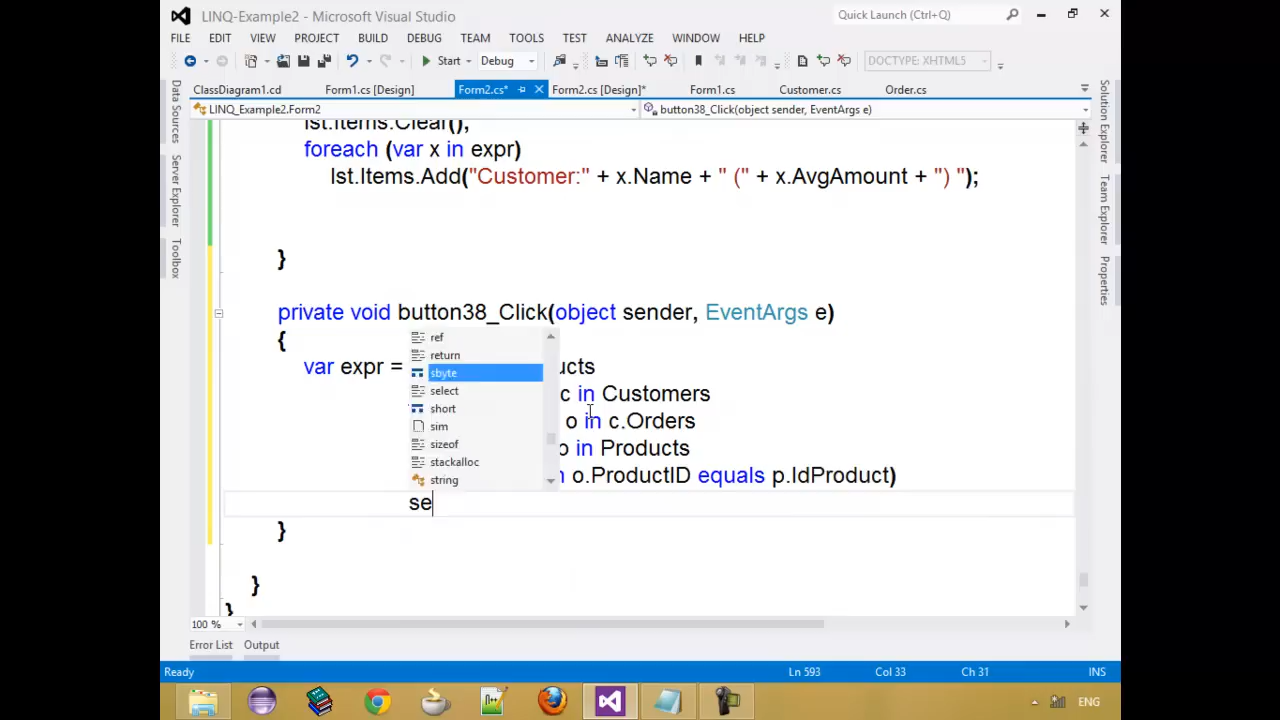 LINQ-Example2 - Microsoft Visual Studio
Quick Launch (Ctrl+Q)
FILE EDIT VIEW PROJECT BUILD DEBUG TEAM TOOLS TEST ANALYZE WINDOW HELP
Start Debug DOCTYPE: XHTML5
ClassDiagram1.cd Form1.cs [Design] Form2.cs* Form2.cs [Design]* Form1.cs Customer.cs Order.cs
LINQ_Example2.Form2 button38_Click(object sender, EventArgs e)
Data Sources
Server Explorer
Toolbox
Solution Explorer
Team Explorer
Properties
lst.Items.Clear();
foreach (var x in expr)
lst.Items.Add("Customer:" + x.Name + " (" + x.AvgAmount + ") ");
}
private void button38_Click(object sender, EventArgs e)
{
var expr = ucts
c in Customers
o in c.Orders
o in Products
n o.ProductID equals p.IdProduct)
se
}
}
}
ref
return
sbyte
select
short
sim
sizeof
stackalloc
string
100 %
Error List Output
Ready Ln 593 Col 33 Ch 31 INS
ENG